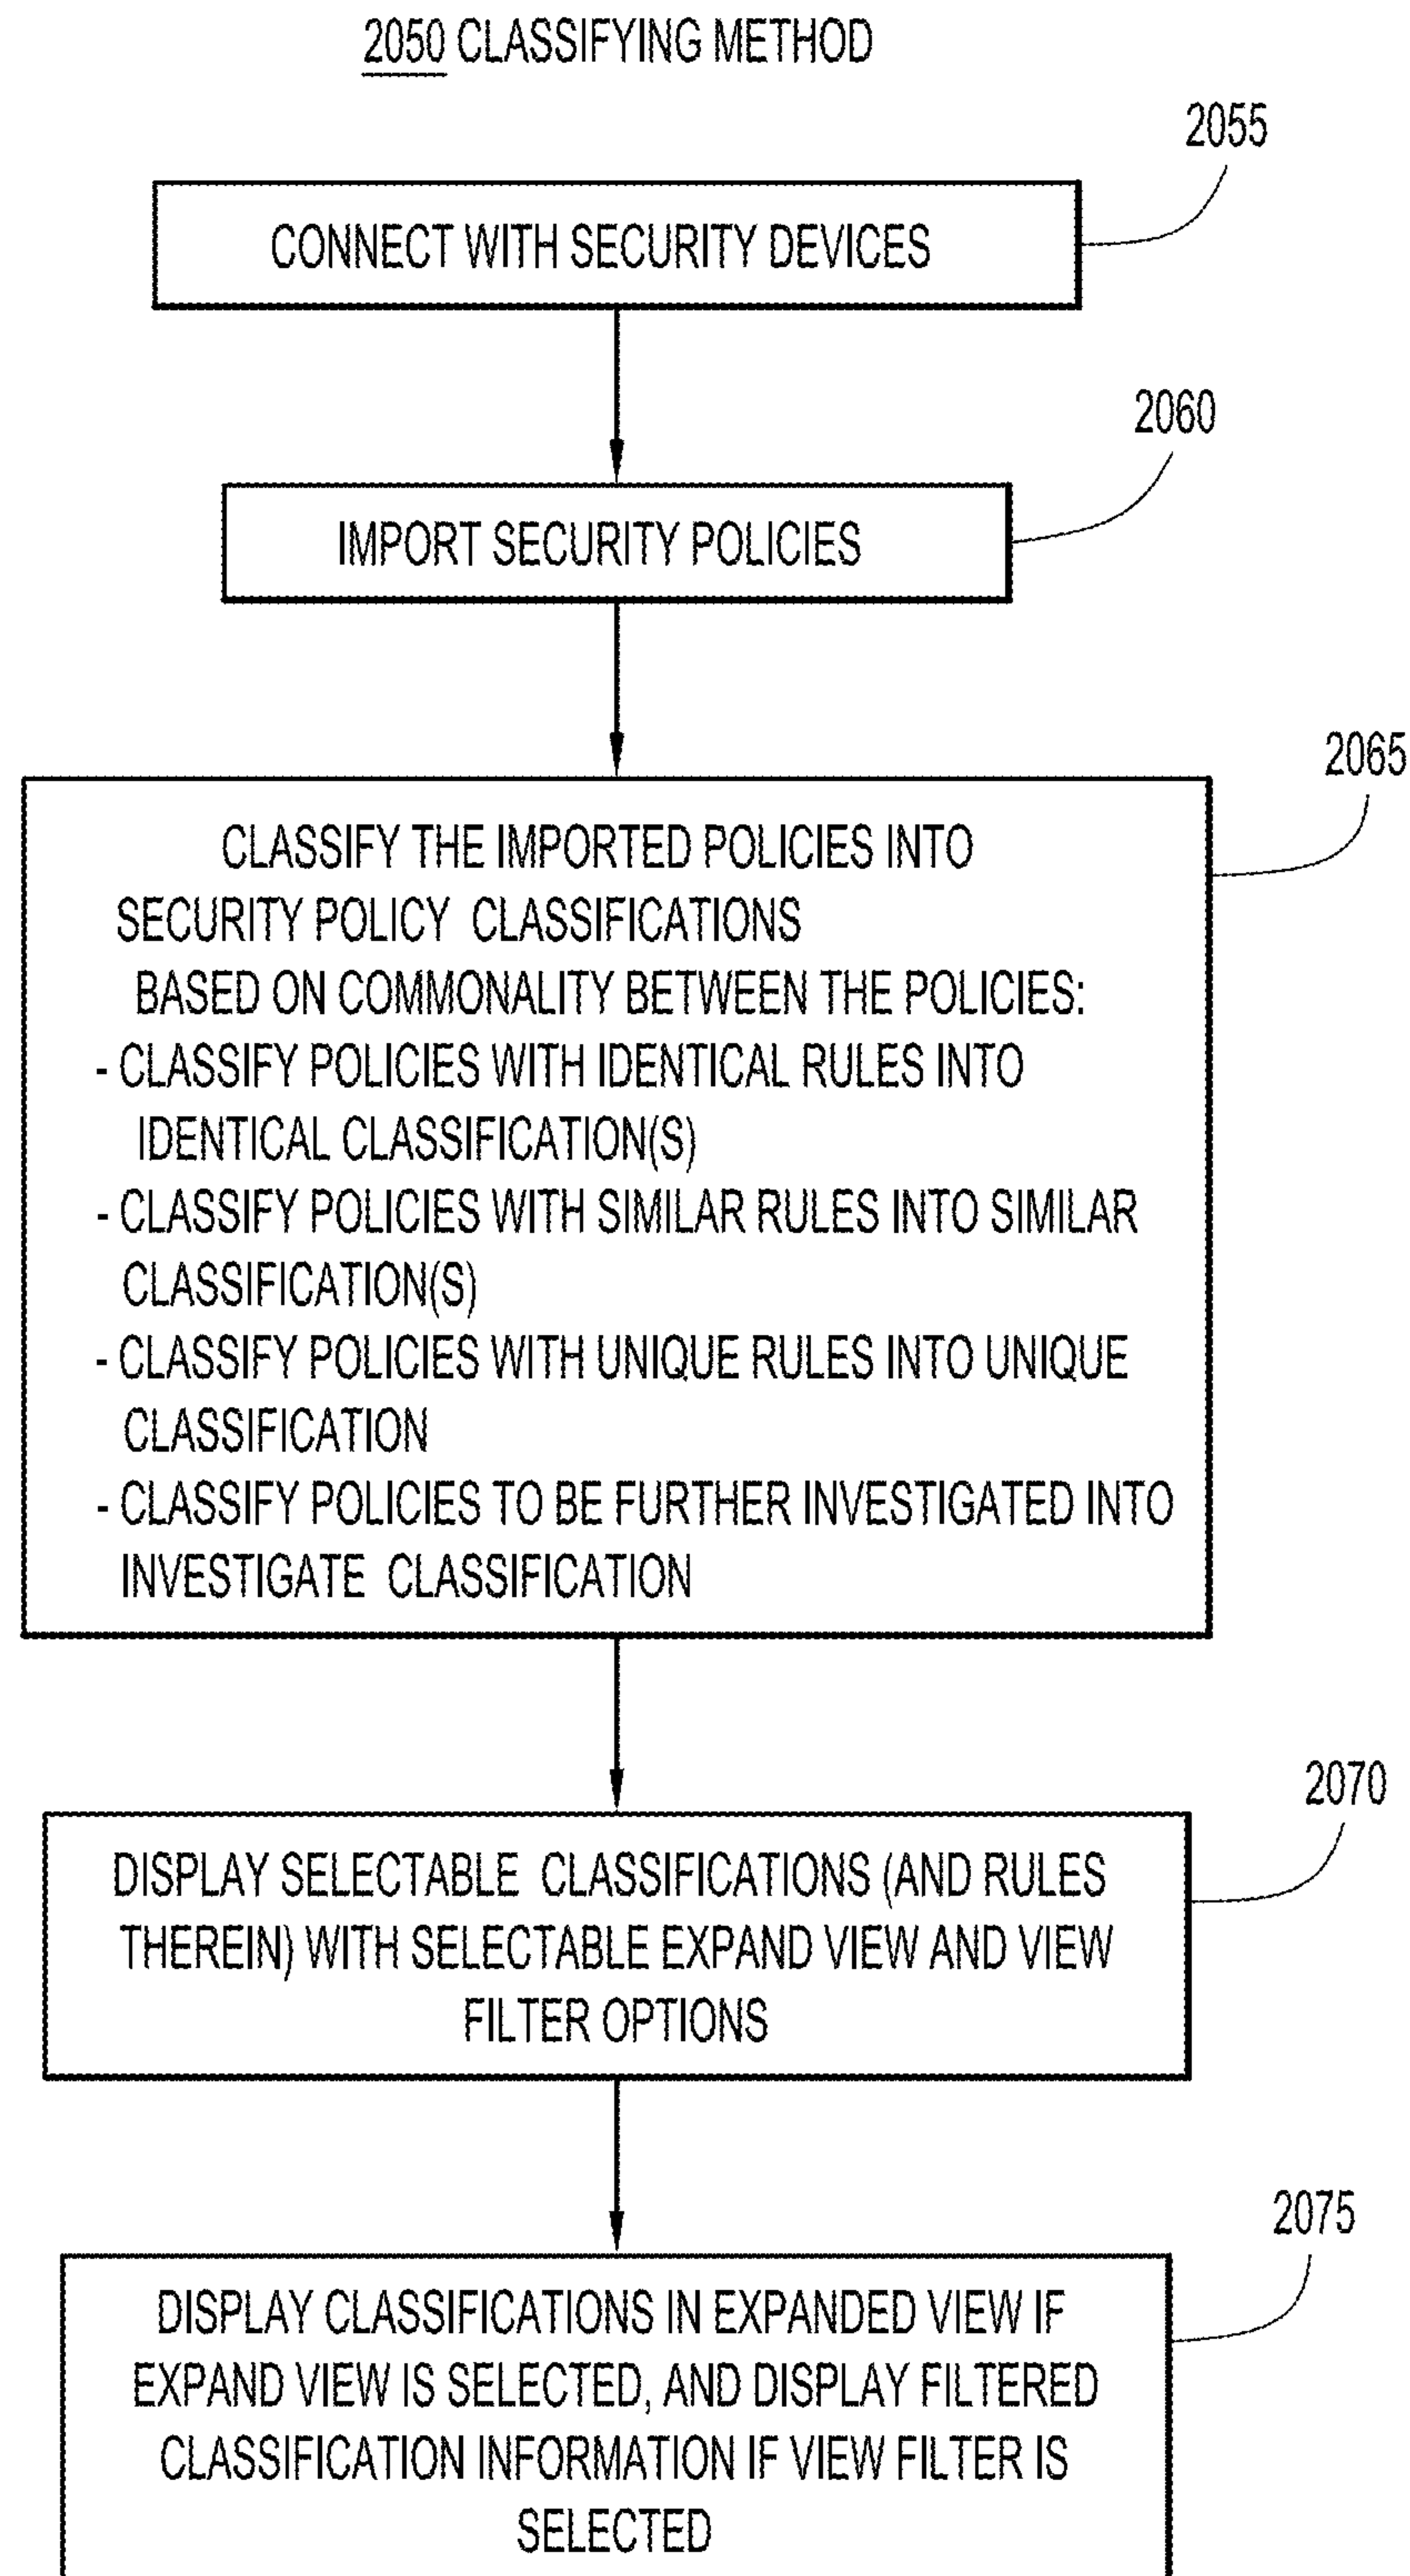 2050 CLASSIFYING METHOD
2055
CONNECT WITH SECURITY DEVICES
2060
IMPORT SECURITY POLICIES
2065
CLASSIFY THE IMPORTED POLICIES INTO
SECURITY POLICY CLASSIFICATIONS
BASED ON COMMONALITY BETWEEN THE POLICIES:
- CLASSIFY POLICIES WITH IDENTICAL RULES INTO
IDENTICAL CLASSIFICATION(S)
- CLASSIFY POLICIES WITH SIMILAR RULES INTO SIMILAR
CLASSIFICATION(S)
- CLASSIFY POLICIES WITH UNIQUE RULES INTO UNIQUE
CLASSIFICATION
- CLASSIFY POLICIES TO BE FURTHER INVESTIGATED INTO
INVESTIGATE CLASSIFICATION
2070
DISPLAY SELECTABLE CLASSIFICATIONS (AND RULES
THEREIN) WITH SELECTABLE EXPAND VIEW AND VIEW
FILTER OPTIONS
2075
DISPLAY CLASSIFICATIONS IN EXPANDED VIEW IF
EXPAND VIEW IS SELECTED, AND DISPLAY FILTERED
CLASSIFICATION INFORMATION IF VIEW FILTER IS
SELECTED